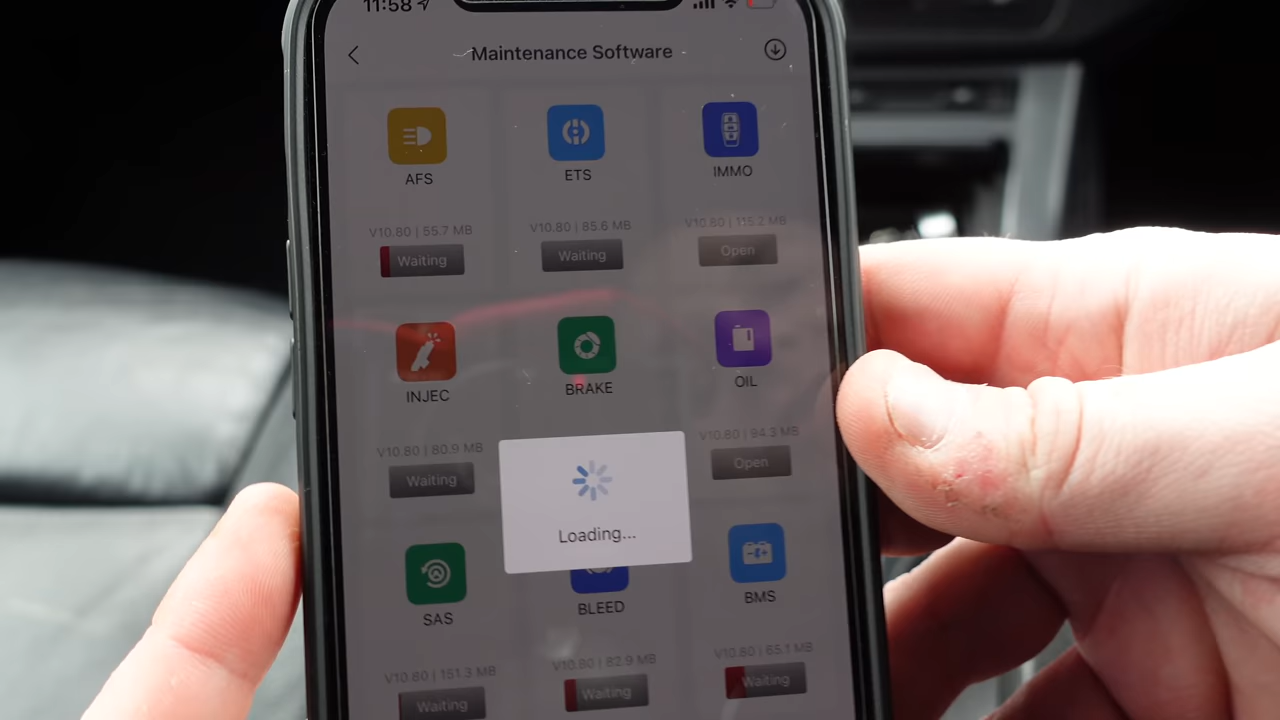 11:58
Maintenance Software
AFS
ETS
IMMO
V10.80 | 55.7 MB
V10.80 | 85.6 MB
V10.80 | 115.2 MB
Waiting
Waiting
Open
INJEC
BRAKE
OIL
V10.80 | 80.9 MB
V10.80 | 94.3 MB
Waiting
Open
Loading...
SAS
BLEED
BMS
V10.80 | 151.3 MB
V10.80 | 82.9 MB
V10.80 | 65.1 MB
Waiting
Waiting
Waiting